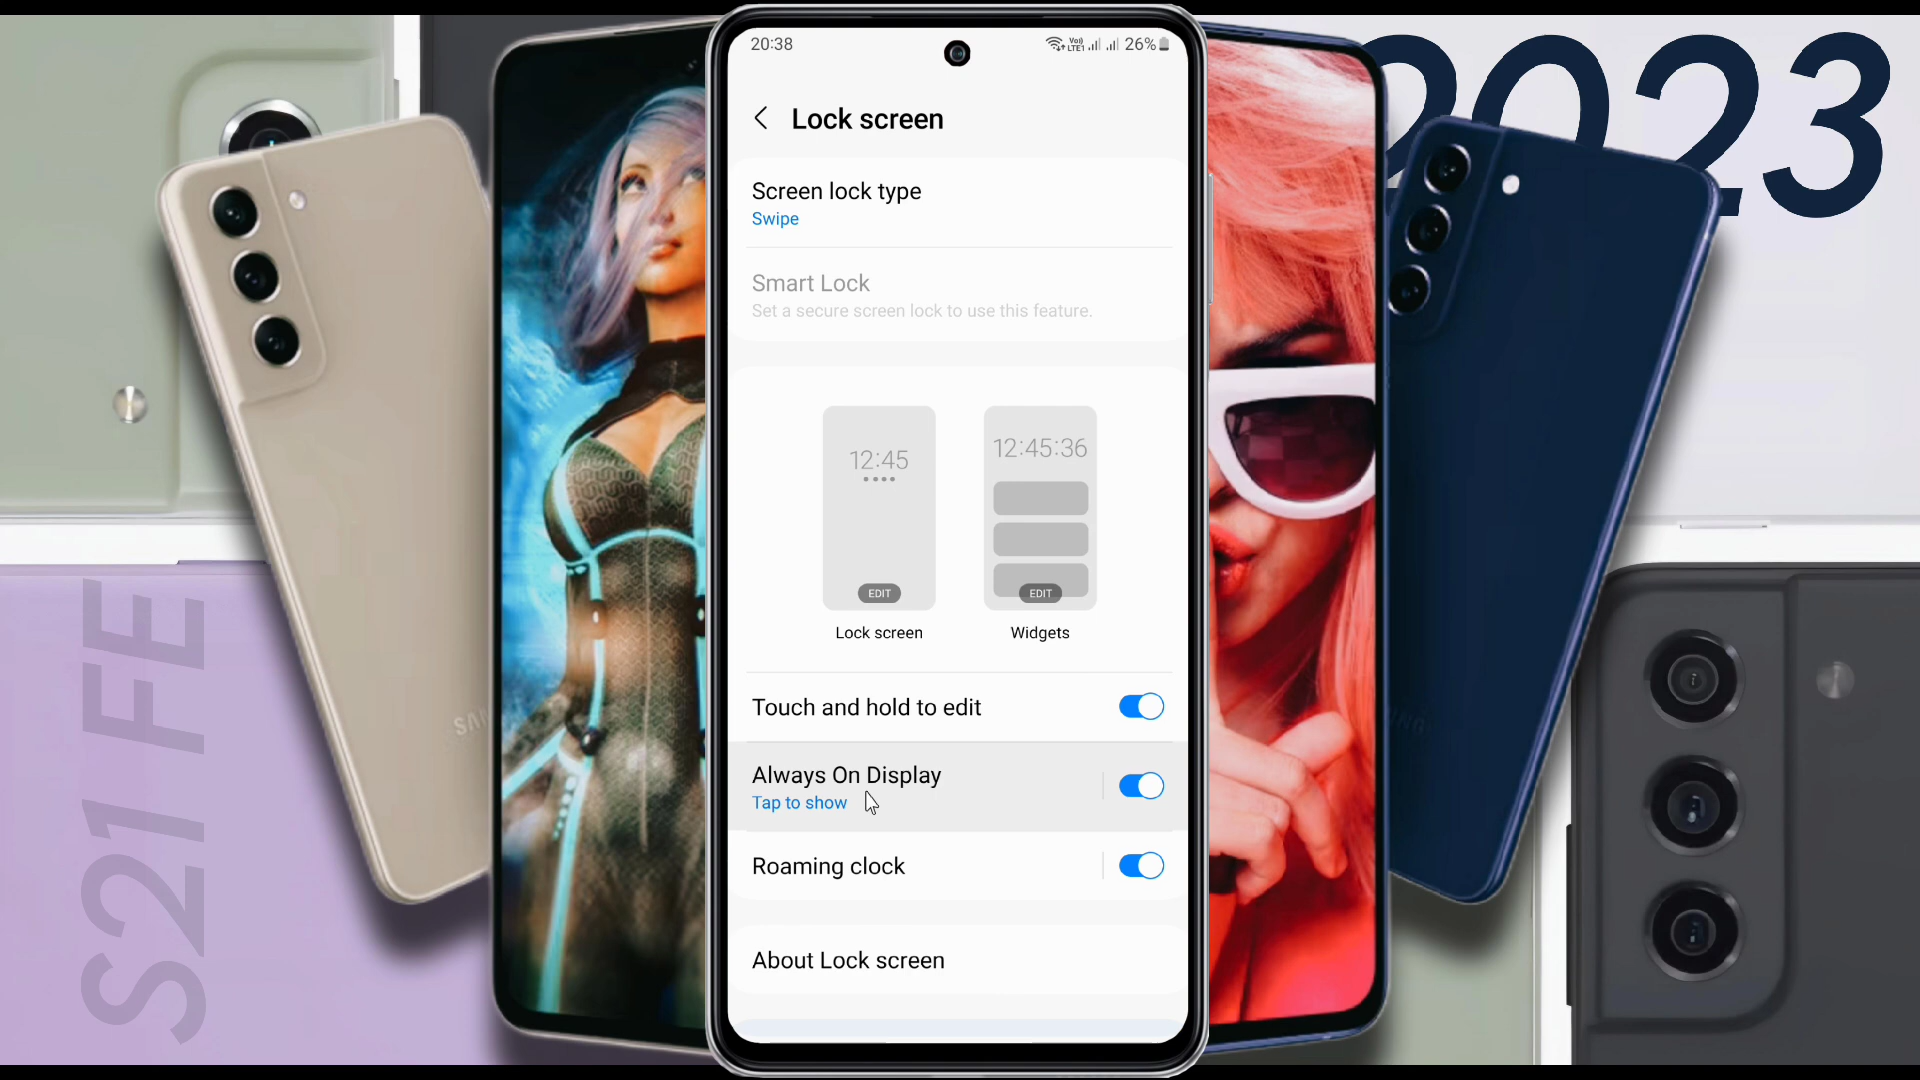 20:38
Vo))
LTE1
26%
Lock screen
Screen lock type
Swipe
Smart Lock
Set a secure screen lock to use this feature.
12:45
EDIT
Lock screen
12:45:36
EDIT
Widgets
Touch and hold to edit
Always On Display
Tap to show
Roaming clock
About Lock screen
2023
S21 FE